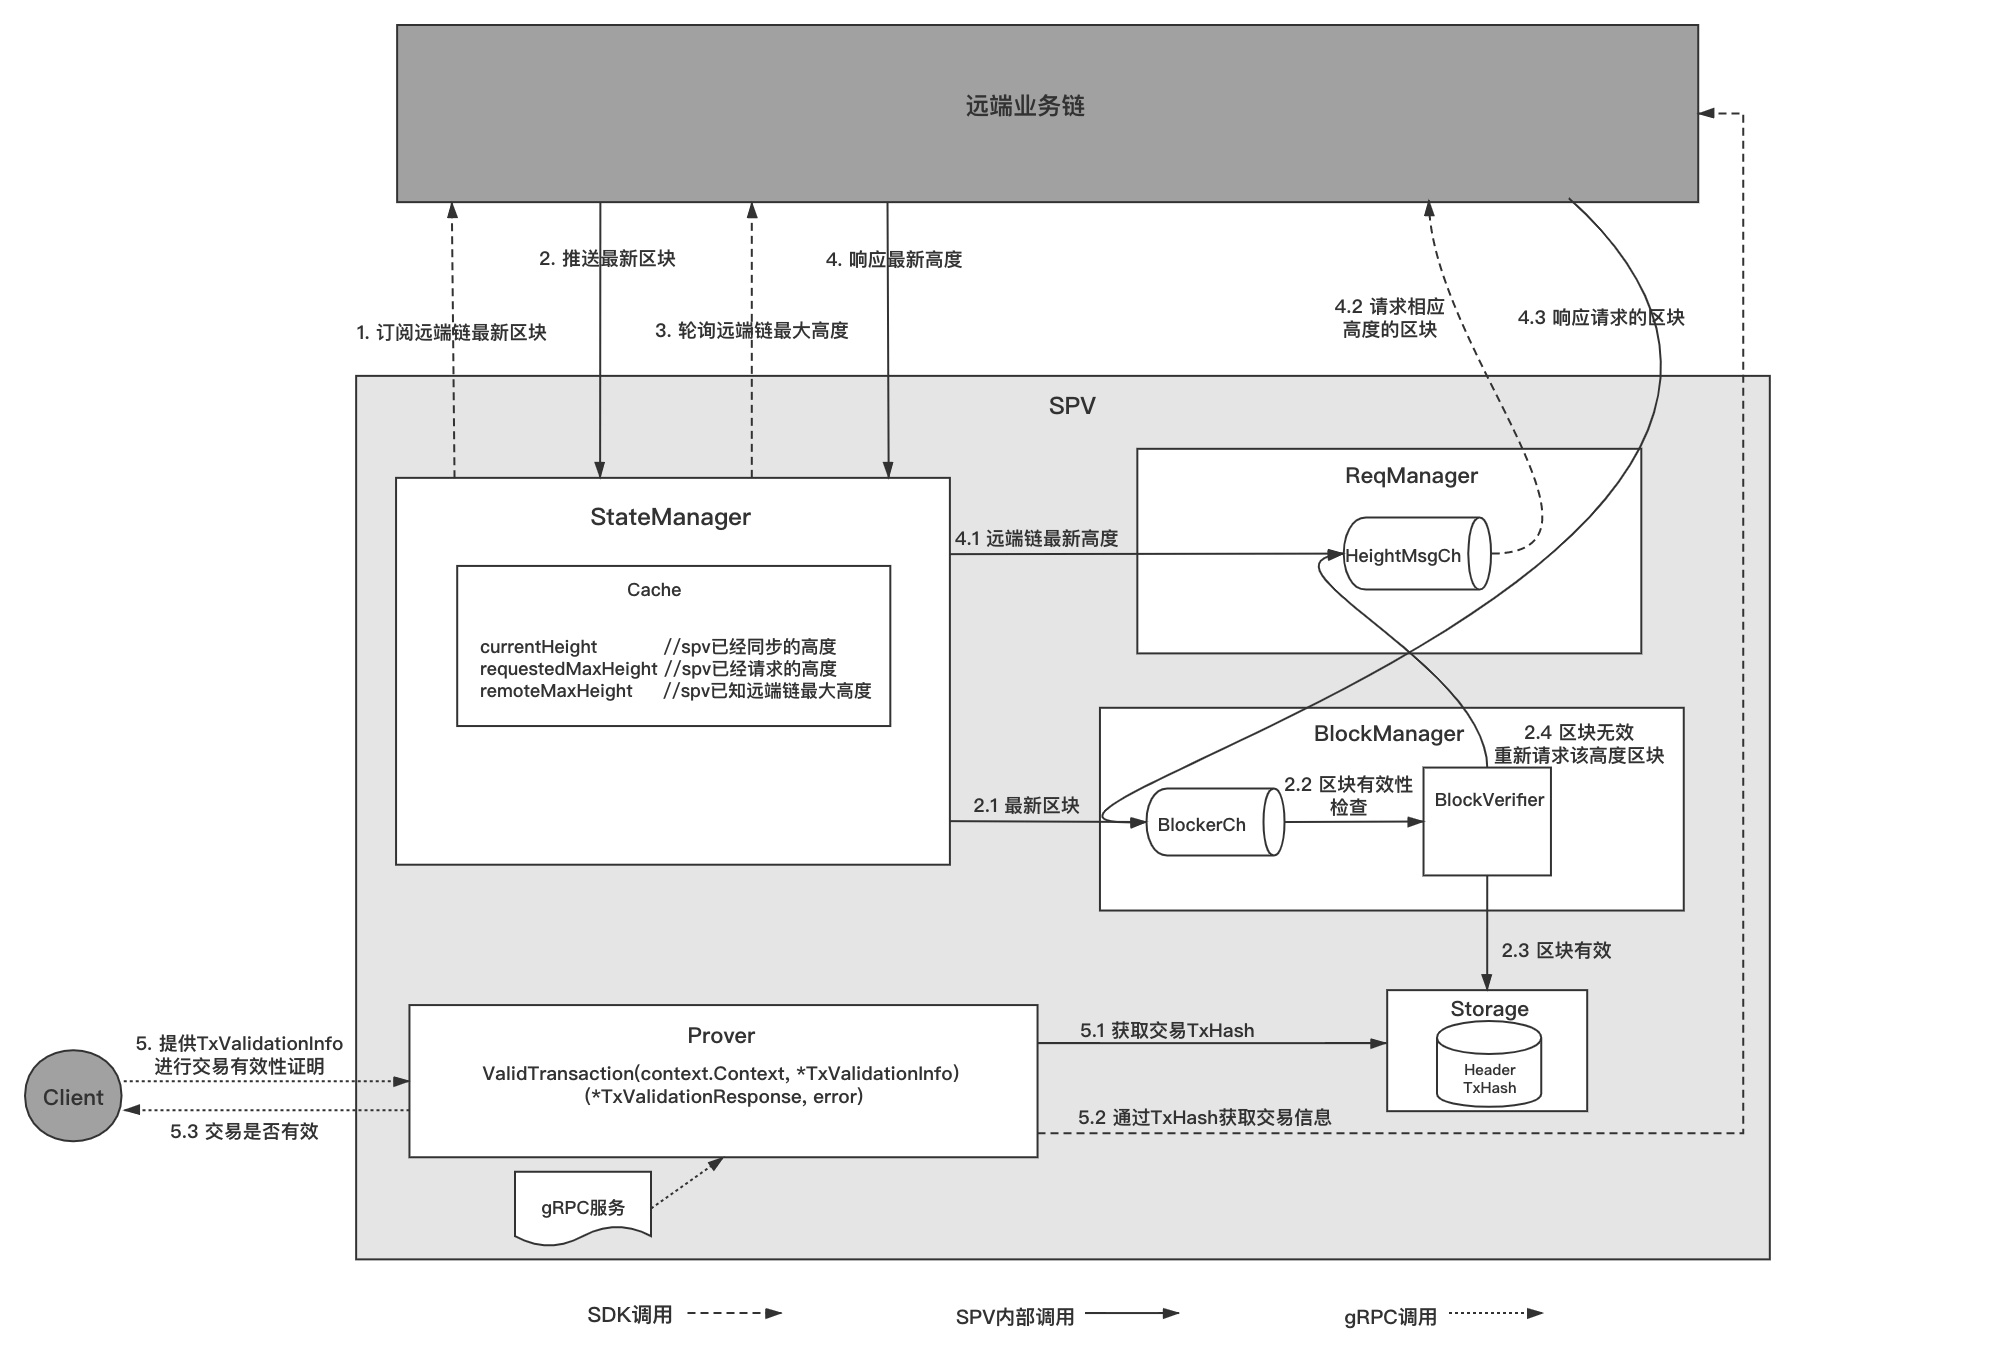 远端业务链
2. 推送最新区块
4. 响应最新高度
1. 订阅远端链最新区块
3. 轮询远端链最大高度
4.2 请求相应
高度的区块
4.3 响应请求的区块
SPV
StateManager
Cache
currentHeight //spv已经同步的高度
requestedMaxHeight //spv已经请求的高度
remoteMaxHeight //spv已知远端链最大高度
4.1 远端链最新高度
ReqManager
HeightMsgCh
2.1 最新区块
BlockManager
BlockerCh
2.2 区块有效性
检查
2.4 区块无效
重新请求该高度区块
BlockVerifier
2.3 区块有效
Storage
Header
TxHash
Client
5. 提供TxValidationInfo
进行交易有效性证明
5.3 交易是否有效
Prover
ValidTransaction(context.Context, *TxValidationInfo)
(*TxValidationResponse, error)
5.1 获取交易TxHash
5.2 通过TxHash获取交易信息
gRPC服务
SDK调用
SPV内部调用
gRPC调用